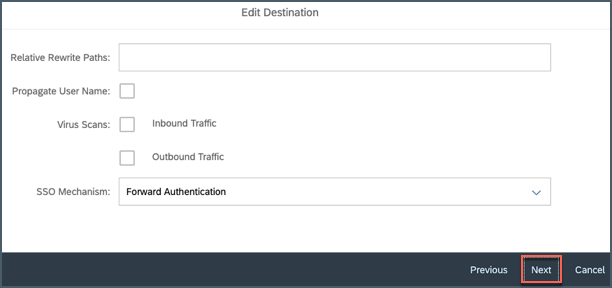 Edit Destination
Relative Rewrite Paths:
Propagate User Name:
Virus Scans: Inbound Traffic
Outbound Traffic
SSO Mechanism: Forward Authentication
Previous Next Cancel